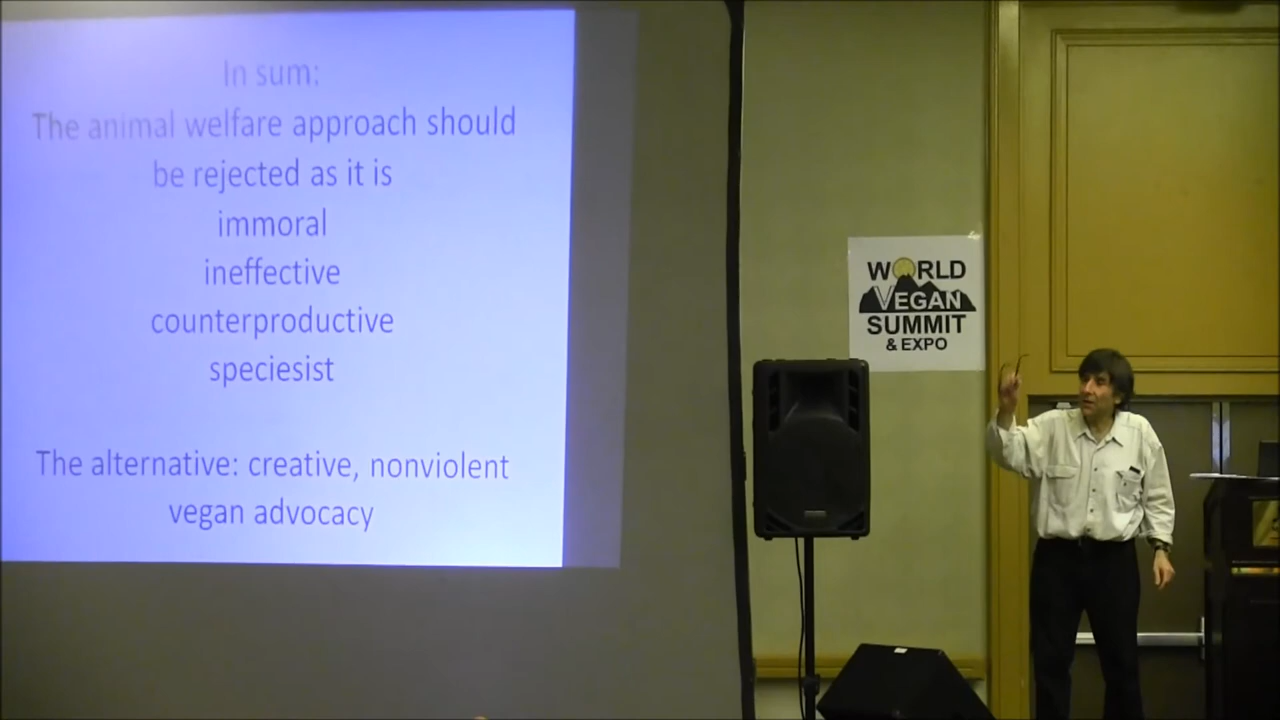 In sum:
The animal welfare approach should
be rejected as it is
immoral
ineffective
counterproductive
speciesist
The alternative: creative, nonviolent
vegan advocacy
WORLD
VEGAN
SUMMIT
& EXPO